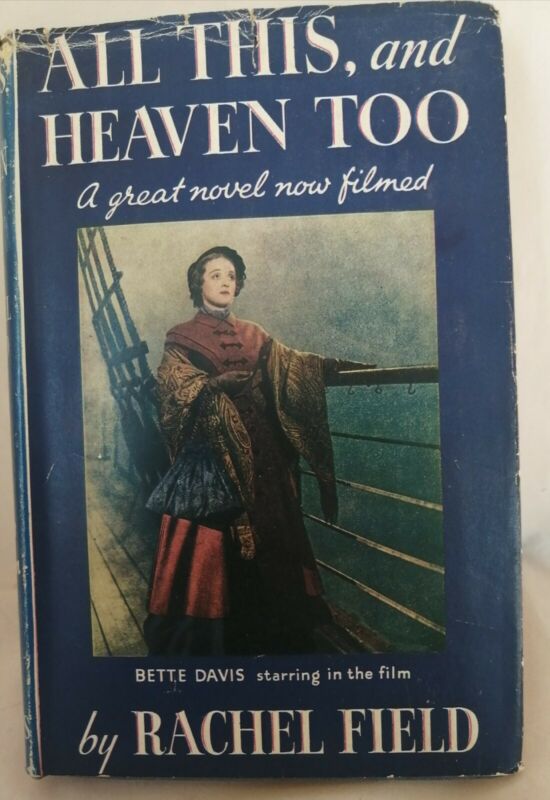 ALL THIS, and
HEAVEN TOO
A great novel now filmed
BETTE DAVIS starring in the film
by RACHEL FIELD